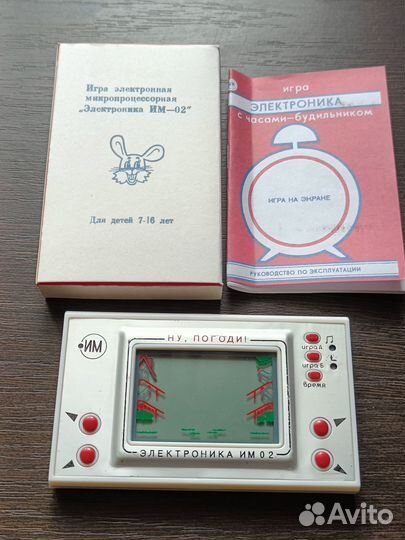 Игра электронная
микропроцессорная
„Электроника ИМ—02"
Для детей 7-16 лет
игра
ЭЛЕКТРОНИКА
с часами-будильником
ИГРА НА ЭКРАНЕ
РУКОВОДСТВО ПО ЭКСПЛУАТАЦИИ
ИМ
НУ, ПОГОДИ!
игра А
игра Б
время
ЭЛЕКТРОНИКА ИМ 02
Avito